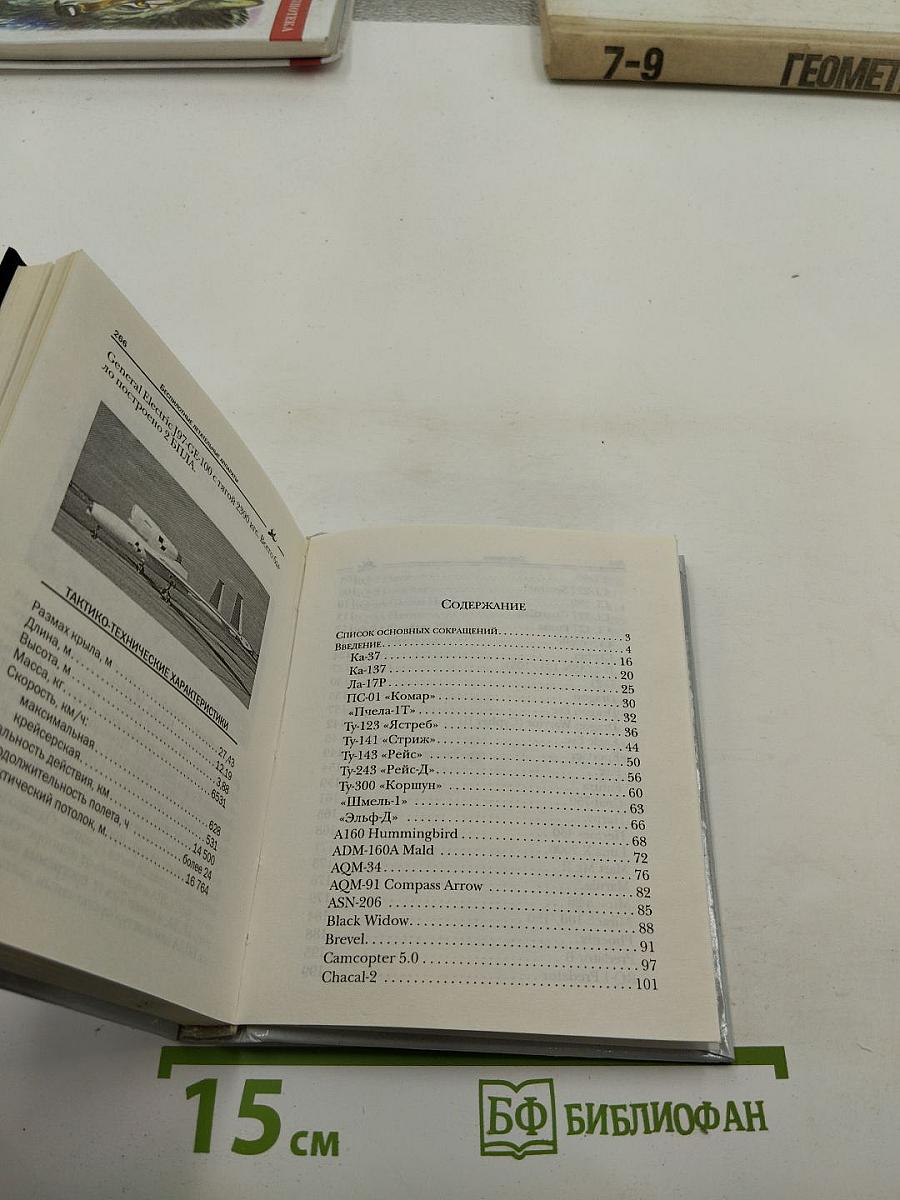 ИОТЕКА
7-9
ГЕОМЕТ
266
Беспилотные летательные аппараты
General Electric J97-GE-100 с тягой 2390 кгс. Всего бы-
ло построено 2 БПЛА.
ТАКТИКО-ТЕХНИЧЕСКИЕ ХАРАКТЕРИСТИКИ
Размах крыла, м 27,43
Длина, м 12,19
Высота, м 3,88
Масса, кг 6531
Скорость, км/ч:
максимальная 828
крейсерская 531
альность действия, км 14 500
одолжительность полета, ч более 24
ктический потолок, м 16 764
Содержание
Список основных сокращений 3
Введение 4
Ка-37 16
Ка-137 20
Ла-17Р 25
ПС-01 «Комар» 30
«Пчела-1Т» 32
Ту-123 «Ястреб» 36
Ту-141 «Стриж» 44
Ту-143 «Рейс» 50
Ту-243 «Рейс-Д» 56
Ту-300 «Коршун» 60
«Шмель-1» 63
«Эльф-Д» 66
A160 Hummingbird 68
ADM-160A Mald 72
AQM-34 76
AQM-91 Compass Arrow 82
ASN-206 85
Black Widow 88
Brevel 91
Camcopter 5.0 97
Chacal-2 101
15 см
БФ БИБЛИОФАН